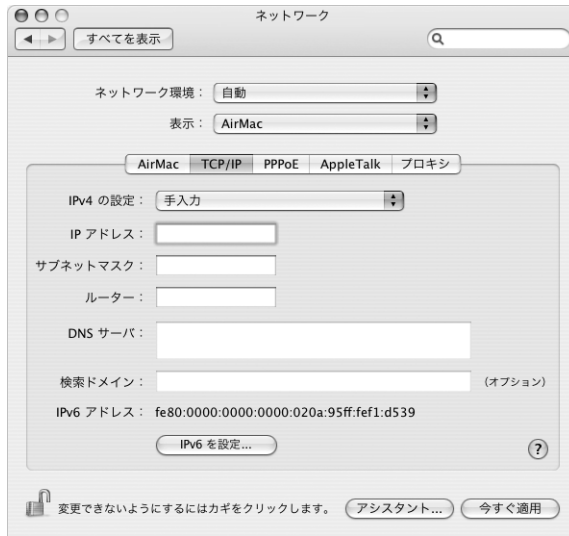 ネットワーク
すべてを表示
ネットワーク環境： 自動
表示： AirMac
AirMac TCP/IP PPPoE AppleTalk プロキシ
IPv4 の設定： 手入力
IP アドレス：
サブネットマスク：
ルーター：
DNS サーバ：
検索ドメイン： (オプション)
IPv6 アドレス： fe80:0000:0000:0000:020a:95ff:fef1:d539
IPv6 を設定...
?
変更できないようにするにはカギをクリックします。 アシスタント... 今すぐ適用